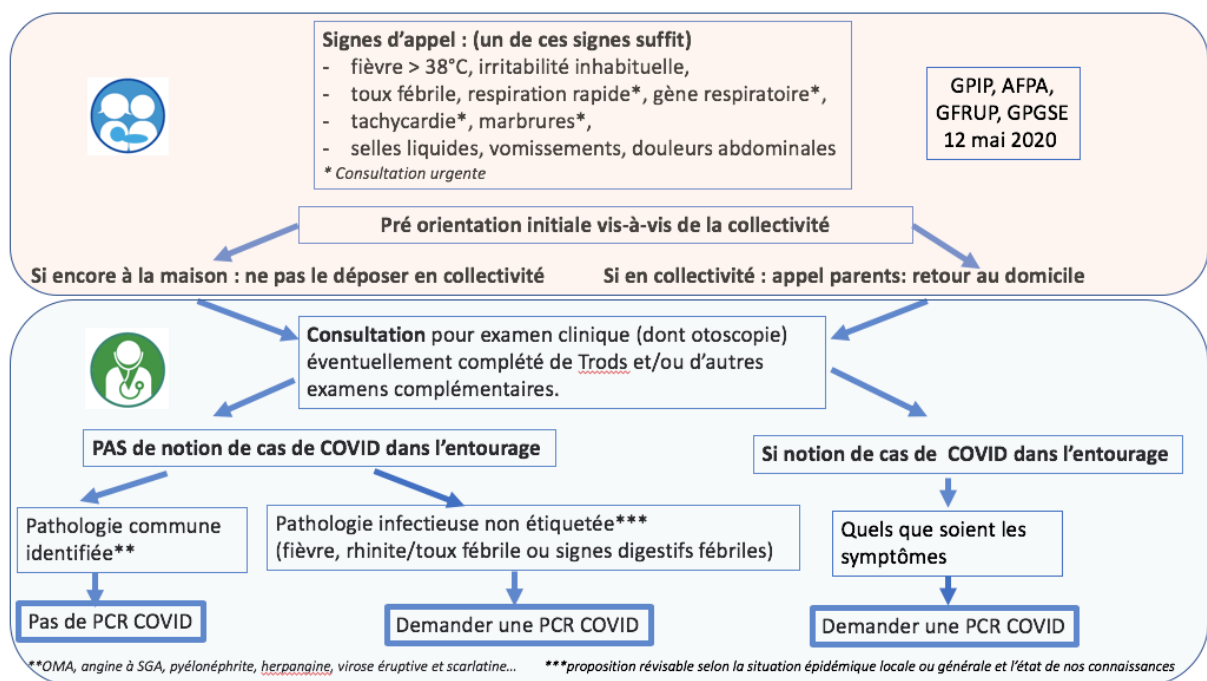 Signes d'appel : (un de ces signes suffit)
- fièvre > 38°C, irritabilité inhabituelle,
- toux fébrile, respiration rapide*, gène respiratoire*,
- tachycardie*, marbrures*,
- selles liquides, vomissements, douleurs abdominales
* Consultation urgente
GPIP, AFPA,
GFRUP, GPGSE
12 mai 2020
Pré orientation initiale vis-à-vis de la collectivité
Si encore à la maison : ne pas le déposer en collectivité
Si en collectivité : appel parents: retour au domicile
Consultation pour examen clinique (dont otoscopie)
éventuellement complété de Trods et/ou d'autres
examens complémentaires.
PAS de notion de cas de COVID dans l'entourage
Si notion de cas de COVID dans l'entourage
Pathologie commune
identifiée**
Pathologie infectieuse non étiquetée***
(fièvre, rhinite/toux fébrile ou signes digestifs fébriles)
Quels que soient les
symptômes
Pas de PCR COVID
Demander une PCR COVID
Demander une PCR COVID
**OMA, angine à SGA, pyélonéphrite, herpangine, virose éruptive et scarlatine...
***proposition révisable selon la situation épidémique locale ou générale et l'état de nos connaissances